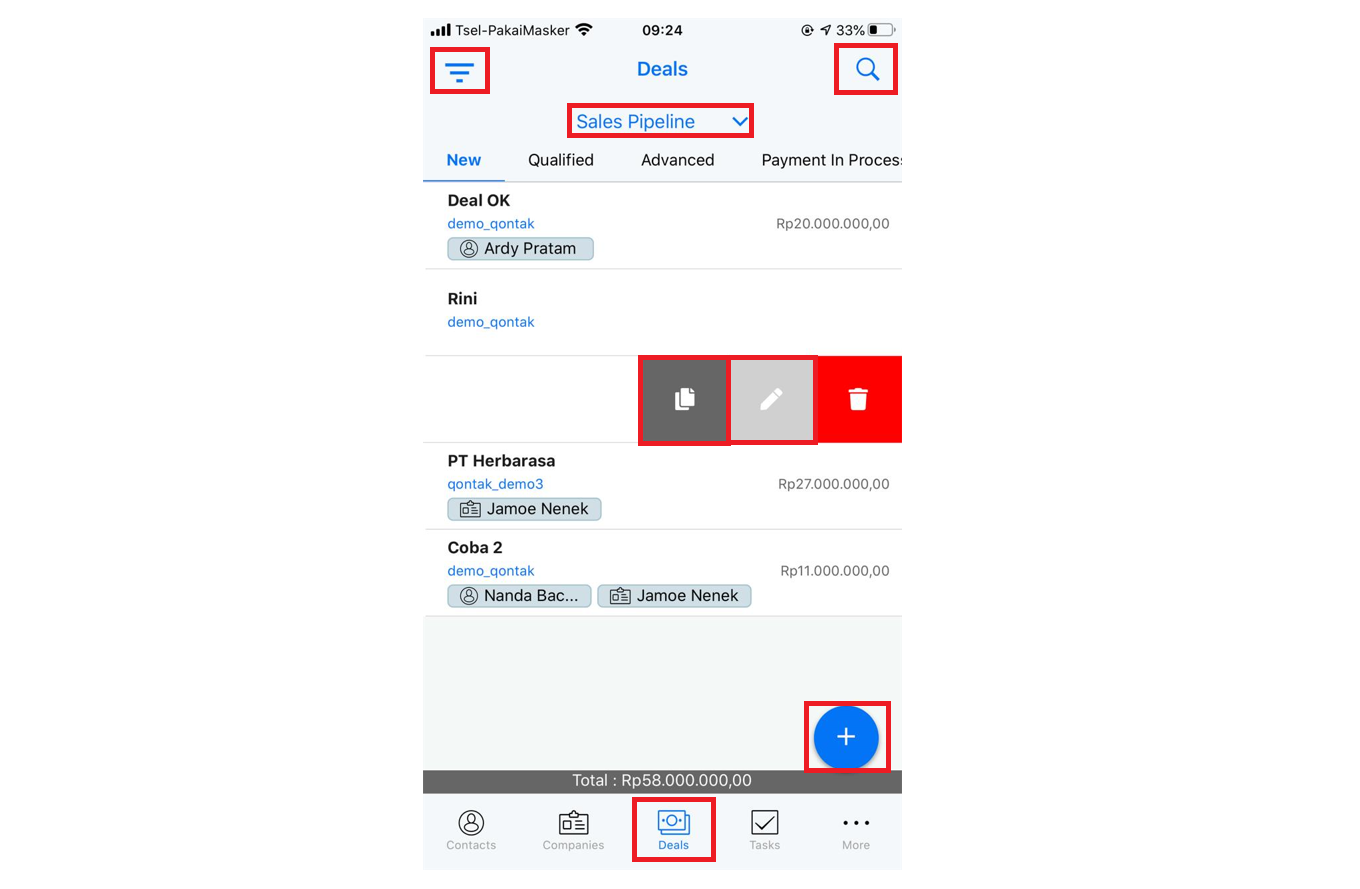 Tsel-PakaiMasker 09:24 33%
Deals
Sales Pipeline
New Qualified Advanced Payment In Proces
Deal OK
demo_qontak Rp20.000.000,00
Ardy Pratam
Rini
demo_qontak
PT Herbarasa
qontak_demo3 Rp27.000.000,00
Jamoe Nenek
Coba 2
demo_qontak Rp11.000.000,00
Nanda Bac... Jamoe Nenek
+
Total : Rp58.000.000,00
Contacts Companies Deals Tasks More